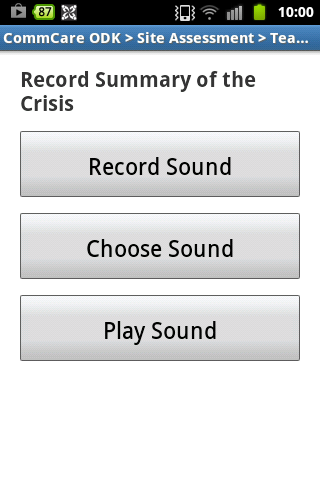 87
10:00
CommCare ODK > Site Assessment > Tea...
Record Summary of the
Crisis
Record Sound
Choose Sound
Play Sound